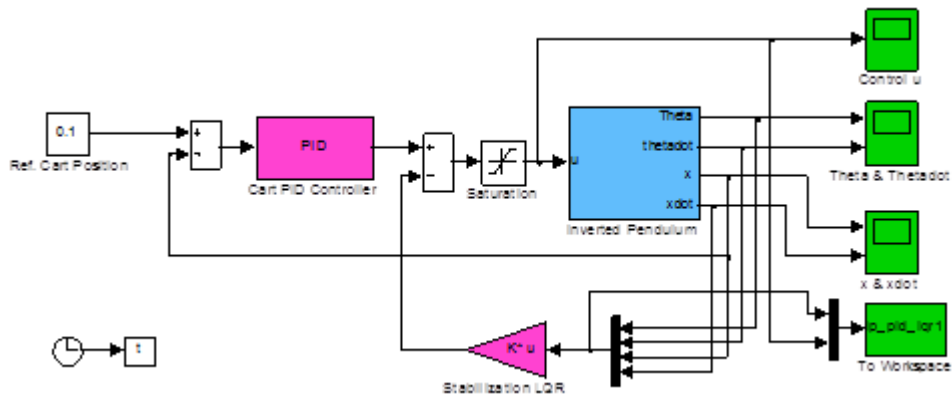 Control u
Theta
0.1
+
-
PID
+
-
u
thetadot
x
xdot
Ref. Cart Position
Cart PID Controller
Saturation
Inverted Pendulum
Theta & Thetadot
x & xdot
t
K* u
ip_pid_lqr1
Stabilization LQR
To Workspace